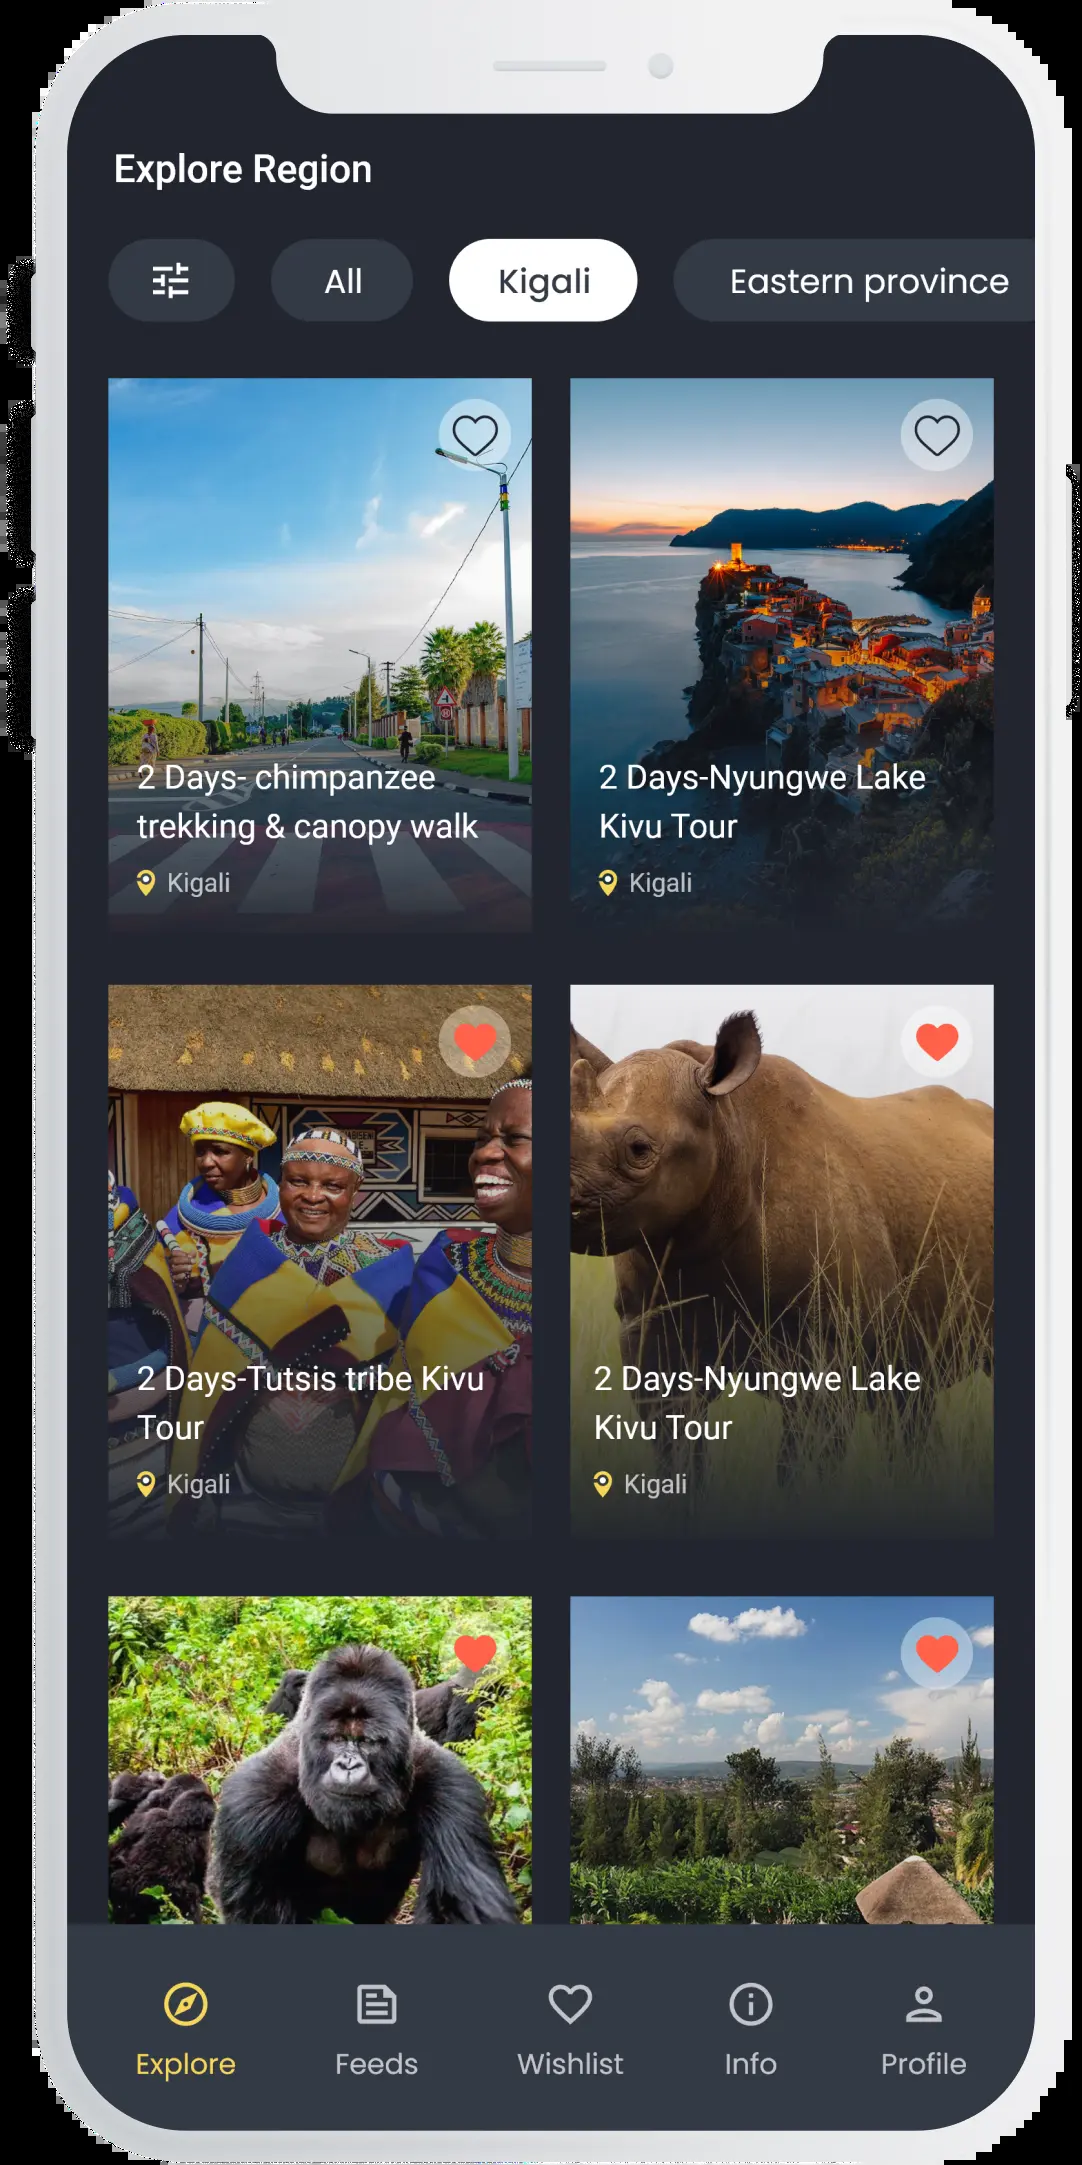 Explore Region
All
Kigali
Eastern province
2 Days- chimpanzee
trekking & canopy walk
Kigali
2 Days-Nyungwe Lake
Kivu Tour
Kigali
2 Days-Tutsis tribe Kivu
Tour
Kigali
2 Days-Nyungwe Lake
Kivu Tour
Kigali
Explore
Feeds
Wishlist
Info
Profile